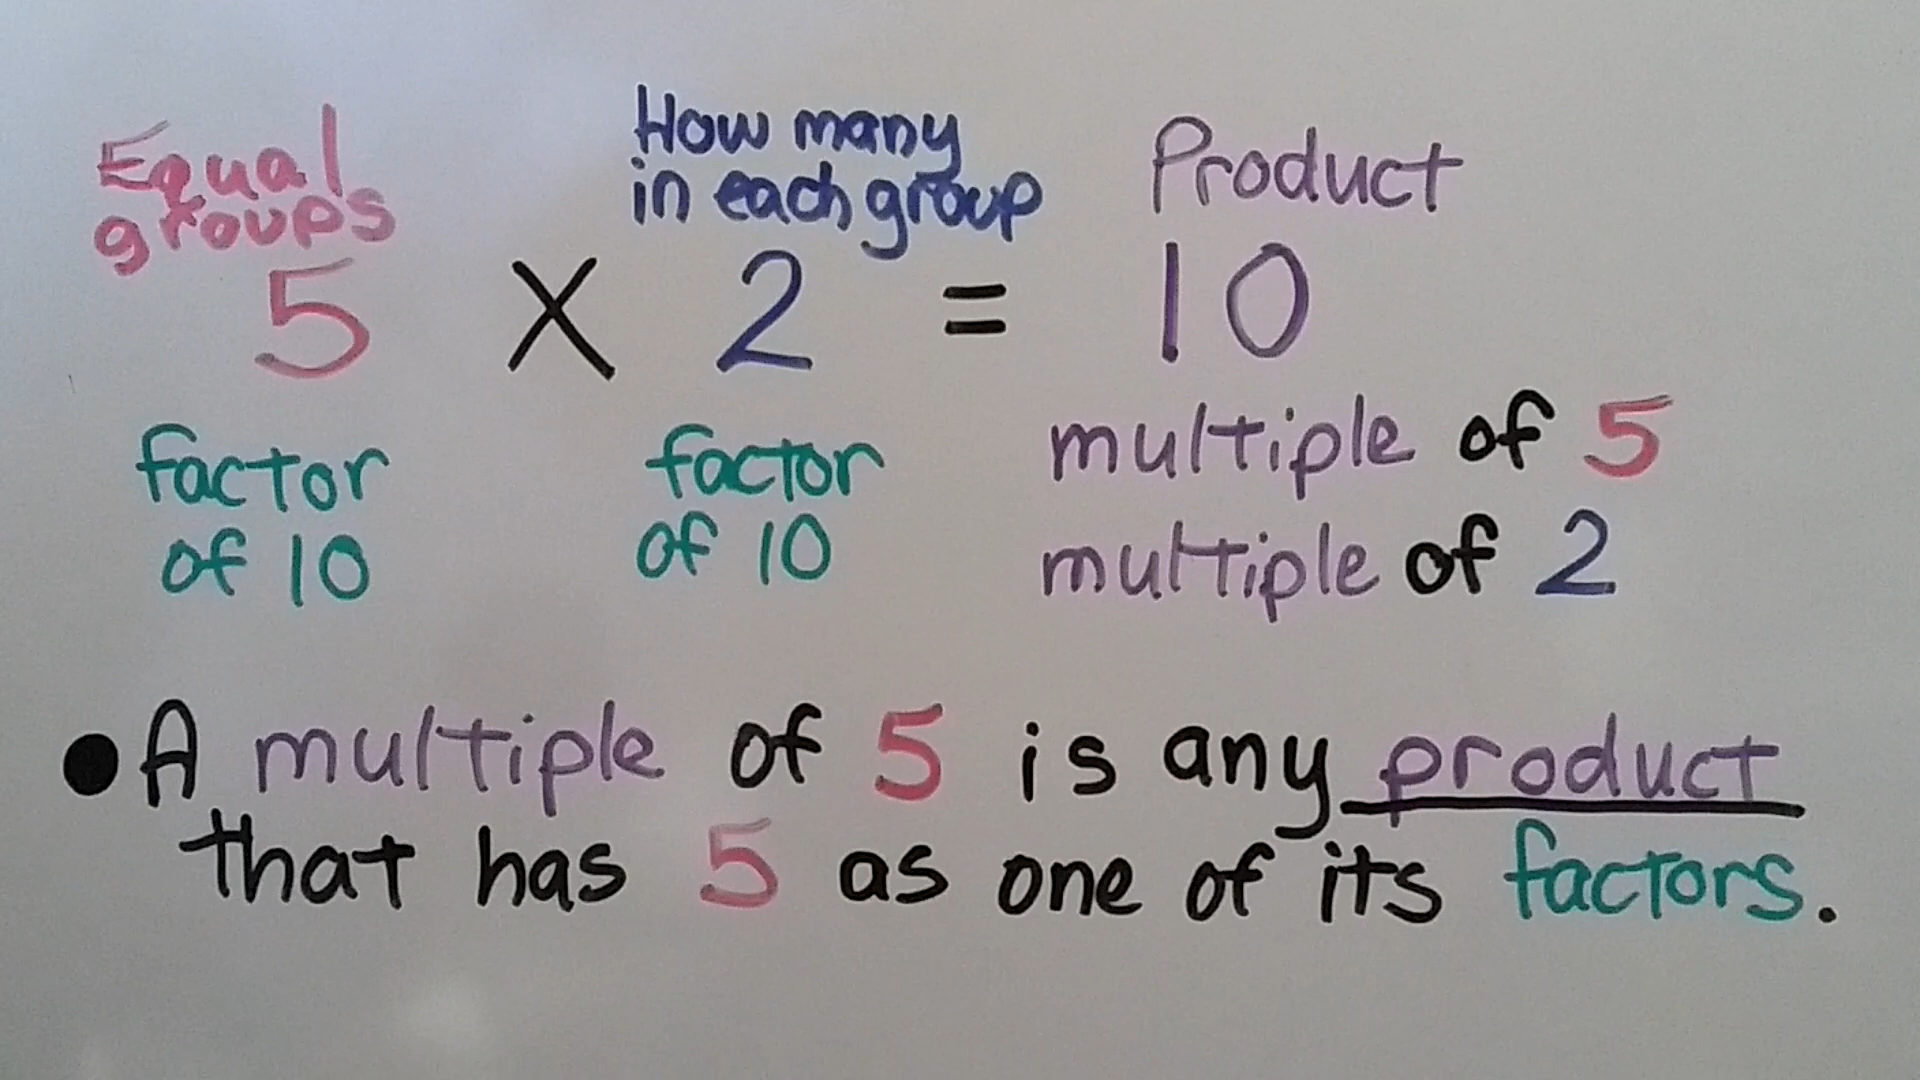 Equal
groups
How many
in each group
Product
5 X 2 = 10
factor
of 10
factor
of 10
multiple of 5
multiple of 2
● A multiple of 5 is any product
that has 5 as one of its factors.